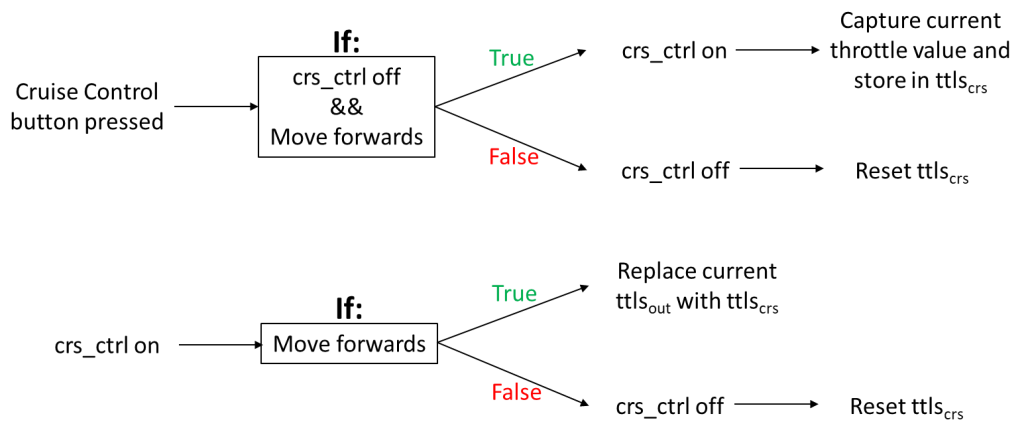 If:
Cruise Control
button pressed
crs_ctrl off
&&
Move forwards
True
False
crs_ctrl on
Capture current
throttle value and
store in ttlscrs
crs_ctrl off
Reset ttlscrs
crs_ctrl on
If:
Move forwards
True
False
Replace current
ttlsout with ttlscrs
crs_ctrl off
Reset ttlscrs